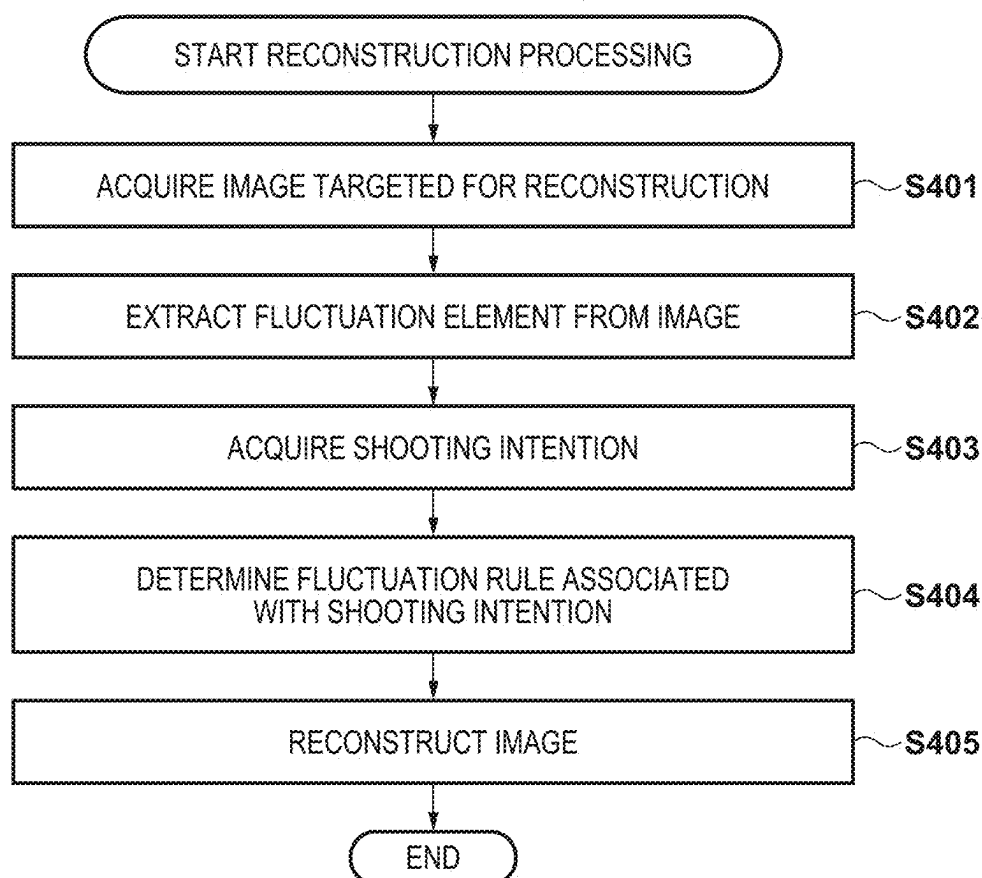 START RECONSTRUCTION PROCESSING
ACQUIRE IMAGE TARGETED FOR RECONSTRUCTION
S401
EXTRACT FLUCTUATION ELEMENT FROM IMAGE
S402
ACQUIRE SHOOTING INTENTION
S403
DETERMINE FLUCTUATION RULE ASSOCIATED
WITH SHOOTING INTENTION
S404
RECONSTRUCT IMAGE
S405
END